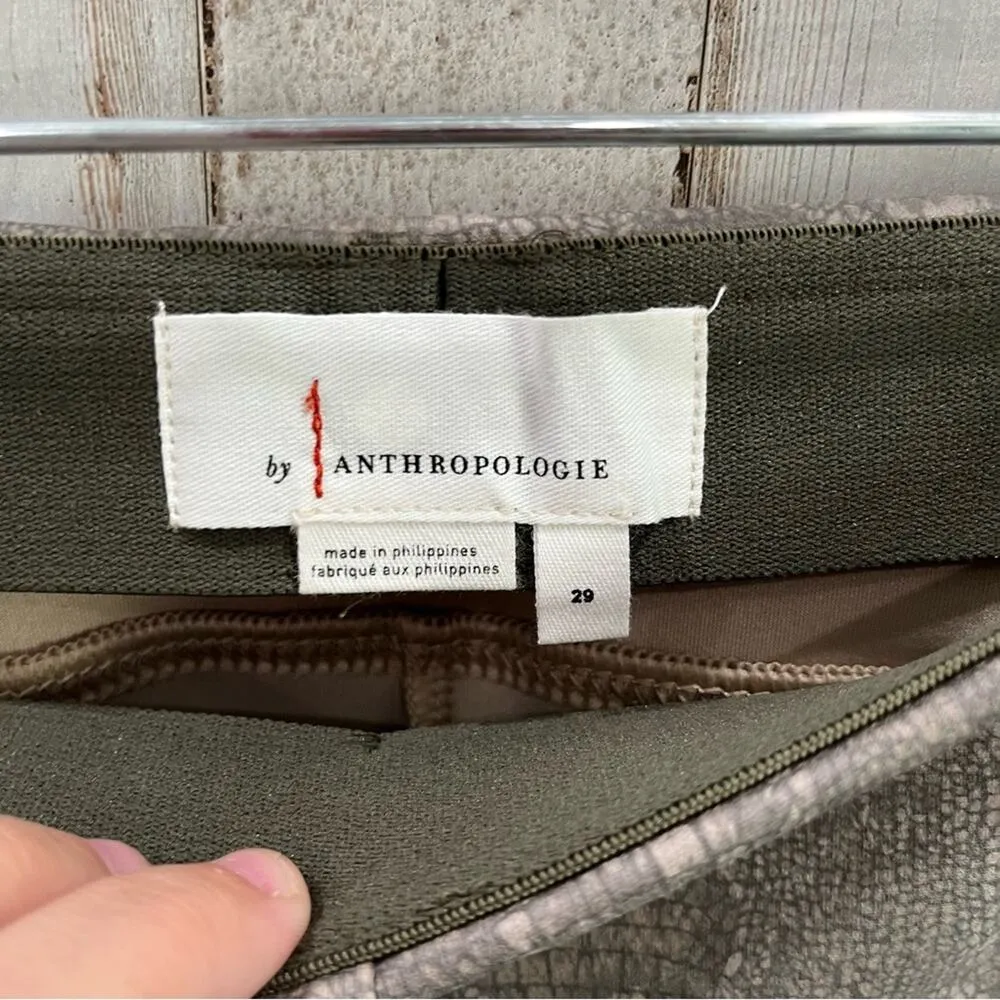 by ANTHROPOLOGIE
made in philippines
fabriqué aux philippines
29